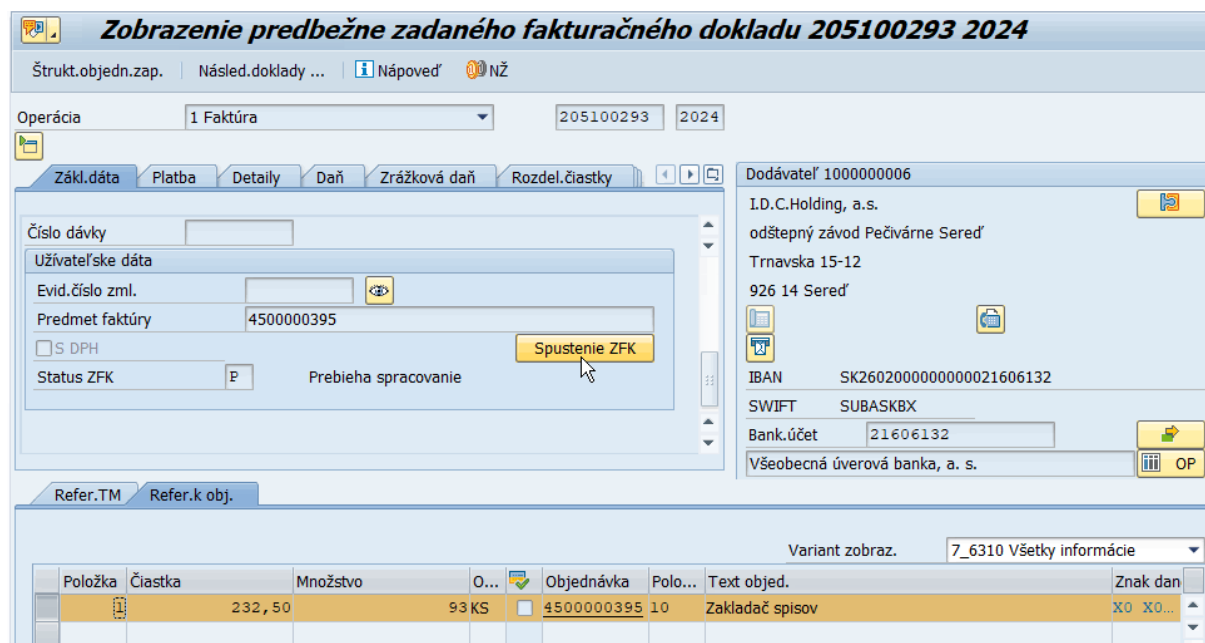 Zobrazenie predbežne zadaného fakturačného dokladu 205100293 2024
Štrukt.objedn.zap. Násled.doklady ... Nápoveď NŽ
Operácia 1 Faktúra 205100293 2024
Zákl.dáta Platba Detaily Daň Zrážková daň Rozdel.čiastky
Číslo dávky
Užívateľske dáta
Evid.číslo zml.
Predmet faktúry 4500000395
S DPH Spustenie ZFK
Status ZFK P Prebieha spracovanie
Dodávateľ 1000000006
I.D.C.Holding, a.s.
odštepný závod Pečivárne Sereď
Trnavska 15-12
926 14 Sereď
IBAN SK2602000000000021606132
SWIFT SUBASKBX
Bank.účet 21606132
Všeobecná úverová banka, a. s. OP
Refer.TM Refer.k obj.
Variant zobraz. 7_6310 Všetky informácie
Položka Čiastka Množstvo O... Objednávka Polo... Text objed. Znak dan
1 232,50 93 KS 4500000395 10 Zakladač spisov X0 X0...